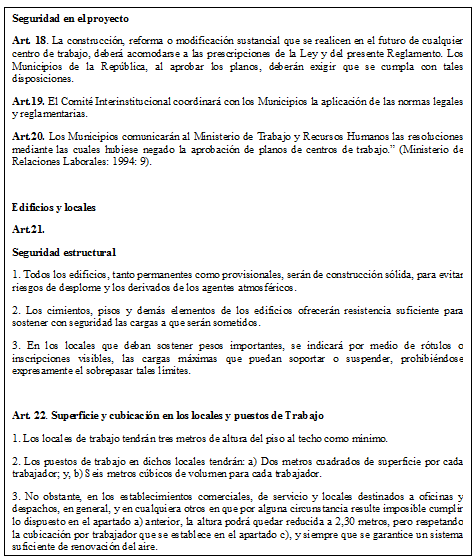 Seguridad en el proyecto
Art. 18. La construcción, reforma o modificación sustancial que se realicen en el futuro de cualquier
centro de trabajo, deberá acomodarse a las prescripciones de la Ley y del presente Reglamento. Los
Municipios de la República, al aprobar los planos, deberán exigir que se cumpla con tales
disposiciones.
Art.19. El Comité Interinstitucional coordinará con los Municipios la aplicación de las normas legales
y reglamentarias.
Art.20. Los Municipios comunicarán al Ministerio de Trabajo y Recursos Humanos las resoluciones
mediante las cuales hubiese negado la aprobación de planos de centros de trabajo.” (Ministerio de
Relaciones Laborales: 1994: 9).
Edificios y locales
Art.21.
Seguridad estructural
1. Todos los edificios, tanto permanentes como provisionales, serán de construcción sólida, para evitar
riesgos de desplome y los derivados de los agentes atmosféricos.
2. Los cimientos, pisos y demás elementos de los edificios ofrecerán resistencia suficiente para
sostener con seguridad las cargas a que serán sometidos.
3. En los locales que deban sostener pesos importantes, se indicará por medio de rótulos o
inscripciones visibles, las cargas máximas que puedan soportar o suspender, prohibiéndose
expresamente el sobrepasar tales límites.
Art. 22. Superficie y cubicación en los locales y puestos de Trabajo
1. Los locales de trabajo tendrán tres metros de altura del piso al techo como mínimo.
2. Los puestos de trabajo en dichos locales tendrán: a) Dos metros cuadrados de superficie por cada
trabajador; y, b) Seis metros cúbicos de volumen para cada trabajador.
3. No obstante, en los establecimientos comerciales, de servicio y locales destinados a oficinas y
despachos, en general, y en cualquiera otros en que por alguna circunstancia resulte imposible cumplir
lo dispuesto en el apartado a) anterior, la altura podrá quedar reducida a 2,30 metros, pero respetando
la cubicación por trabajador que se establece en el apartado c), y siempre que se garantice un sistema
suficiente de renovación del aire.